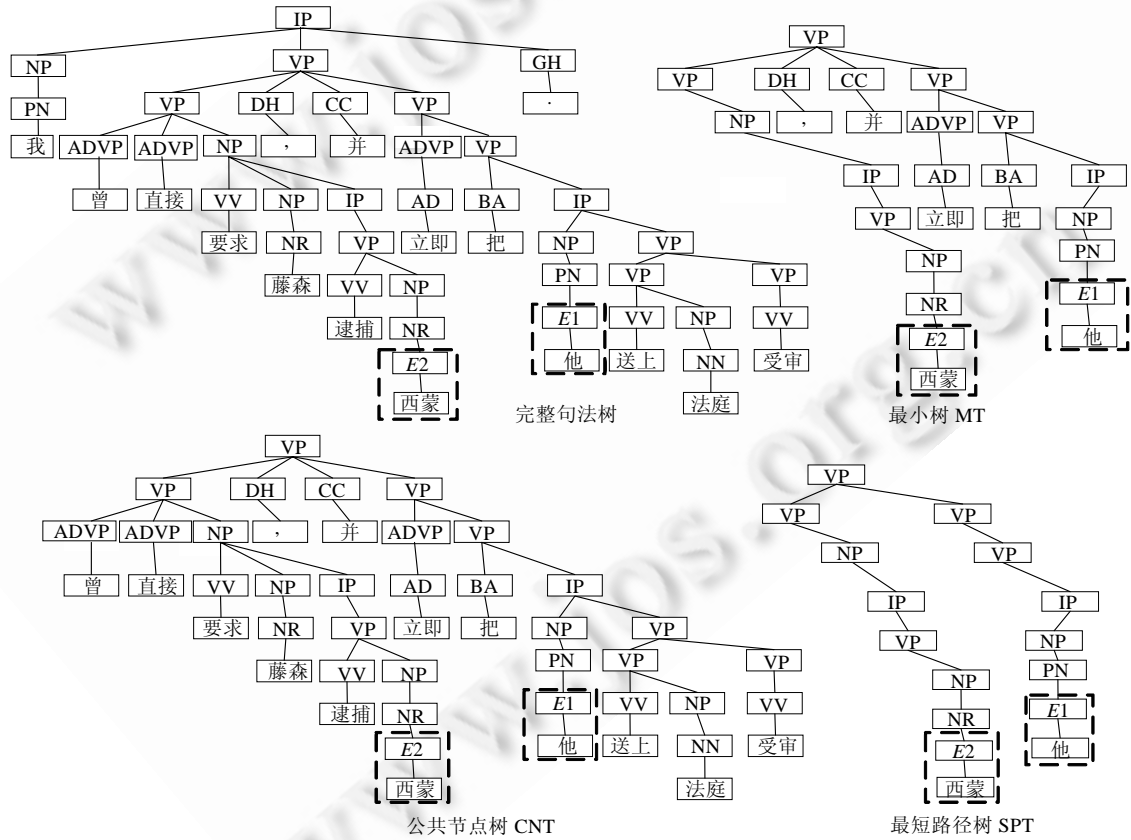 IP
NP VP GH
PN VP DH CC VP .
我 ADVP ADVP NP , 并 ADVP VP
曾 直接 VV NP IP AD BA IP
要求 NR VP 立即 把 NP VP
藤森 VV NP PN VP VP
逮捕 NR E1 VV NP VV
E2 他 送上 NN 受审
西蒙 法庭
完整句法树
VP
VP DH CC VP
NP , 并 ADVP VP
IP AD BA IP
VP 立即 把 NP
NP PN
NR E1
E2 他
西蒙
最小树 MT
VP
VP DH CC VP
ADVP ADVP NP , 并 ADVP VP
曾 直接 VV NP IP AD BA IP
要求 NR VP 立即 把 NP VP
藤森 VV NP PN VP VP
逮捕 NR E1 VV NP VV
E2 他 送上 NN 受审
西蒙 法庭
公共节点树 CNT
VP
VP VP
NP VP
IP IP
VP NP
NP PN
NR E1
E2 他
西蒙
最短路径树 SPT
www.jos.org.cn